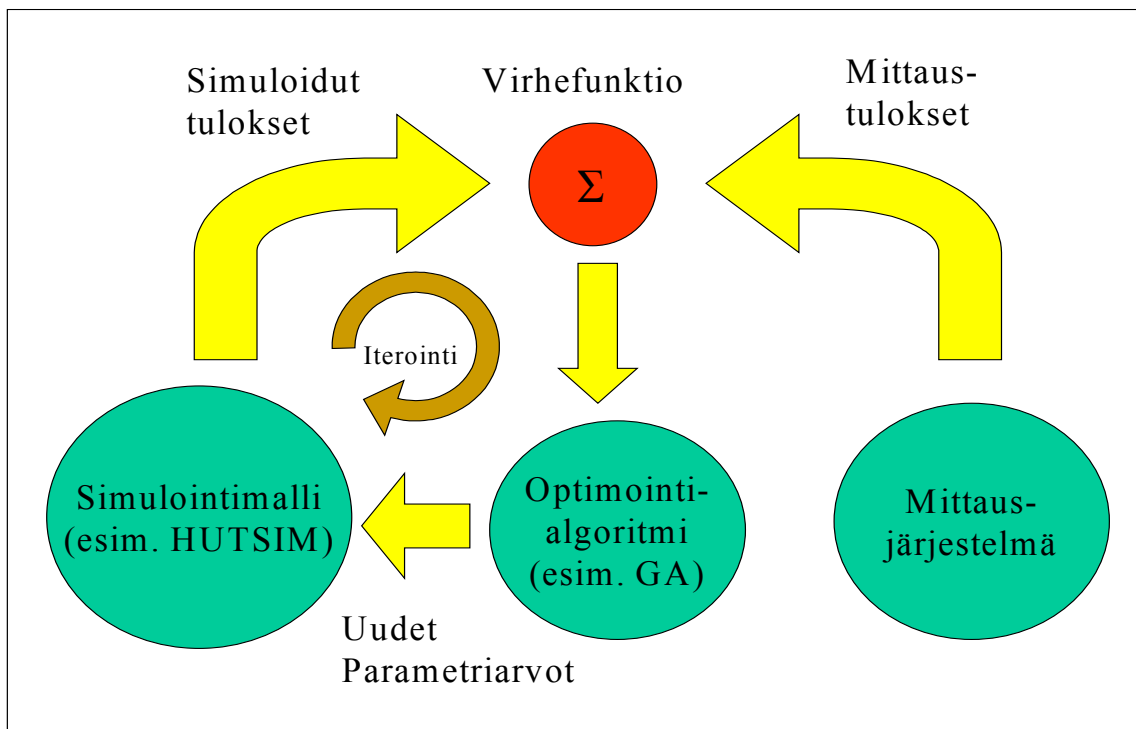 Simuloidut
tulokset
Virhefunktio
Mittaus-
tulokset
Σ
Iterointi
Simulointimalli
(esim. HUTSIM)
Optimointi-
algoritmi
(esim. GA)
Mittaus-
järjestelmä
Uudet
Parametriarvot